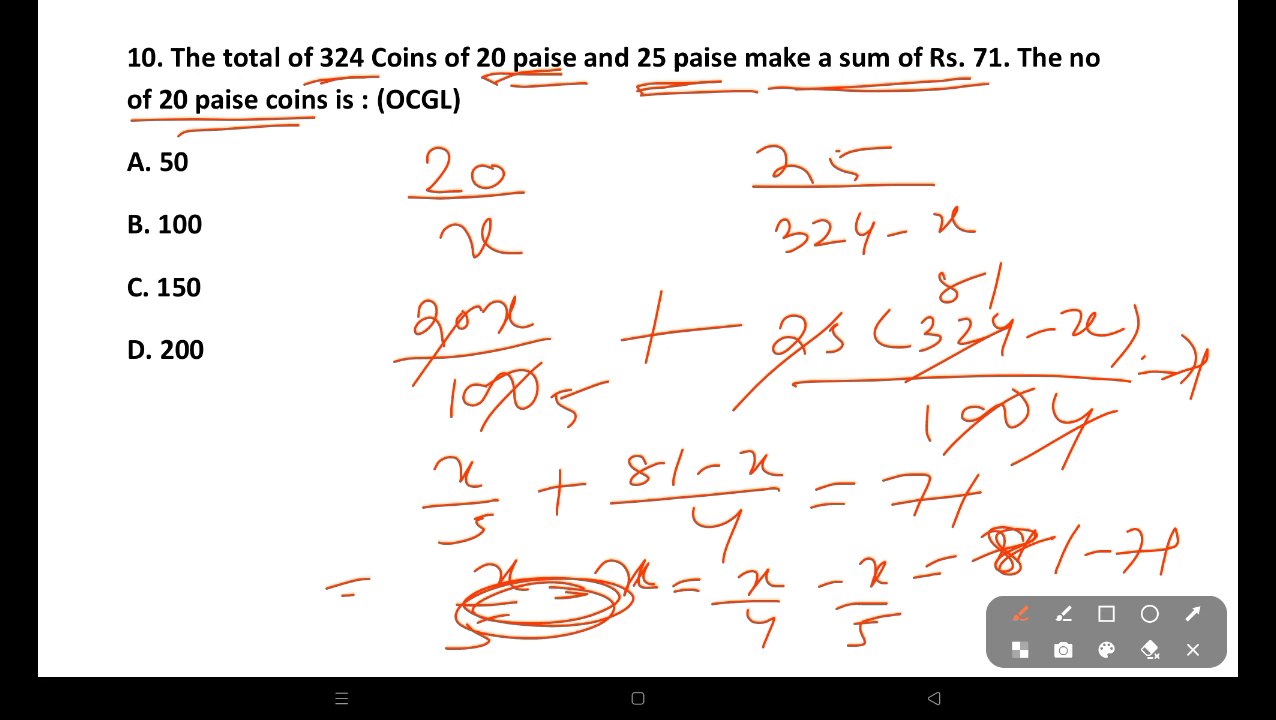 10. The total of 324 Coins of 20 paise and 25 paise make a sum of Rs. 71. The no
of 20 paise coins is : (OCGL)
A. 50
B. 100
C. 150
D. 200
20 25
x 324 - x
81
20x + 25 (324 - x) = 71
100 5 100 4
x + 81 - x = 71
5 4
= x = x = x - x = 81 - 71
5 4 5